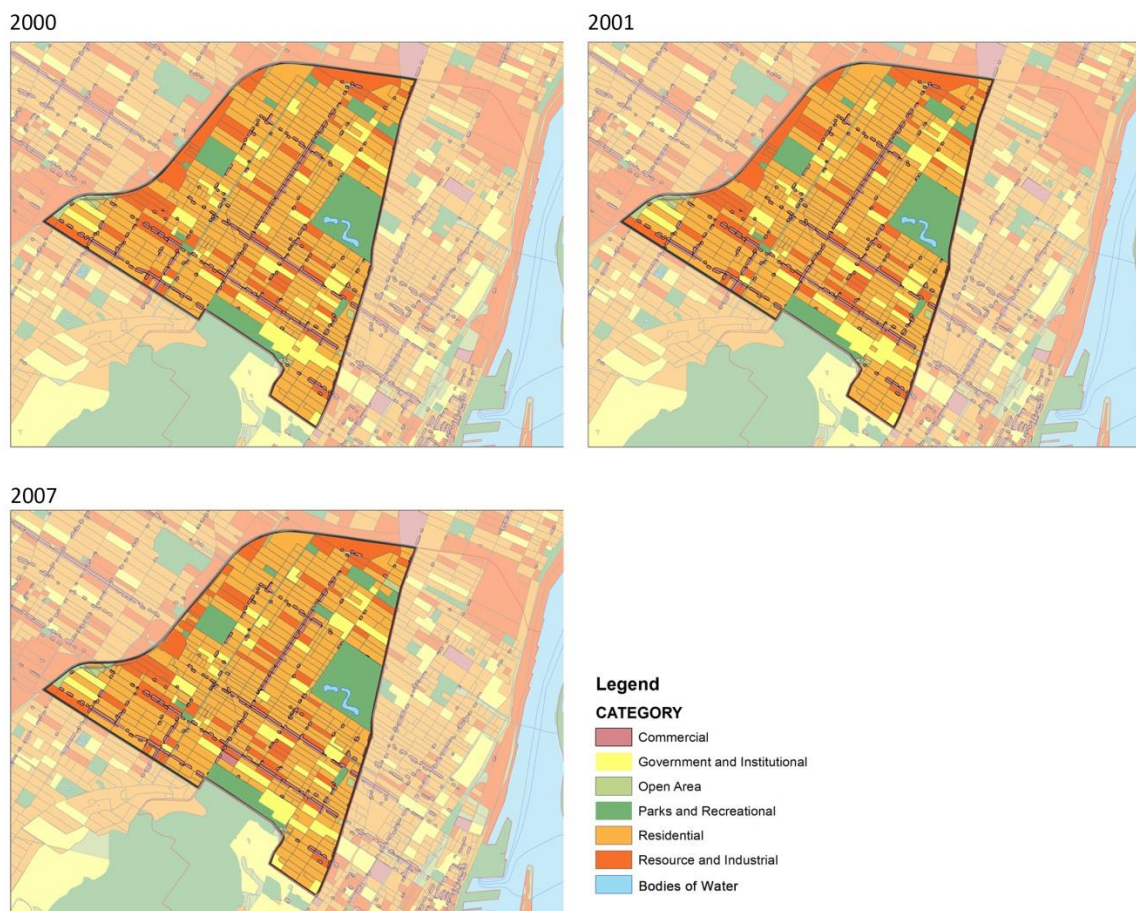 2000
2001
2007
Legend
CATEGORY
Commercial
Government and Institutional
Open Area
Parks and Recreational
Residential
Resource and Industrial
Bodies of Water